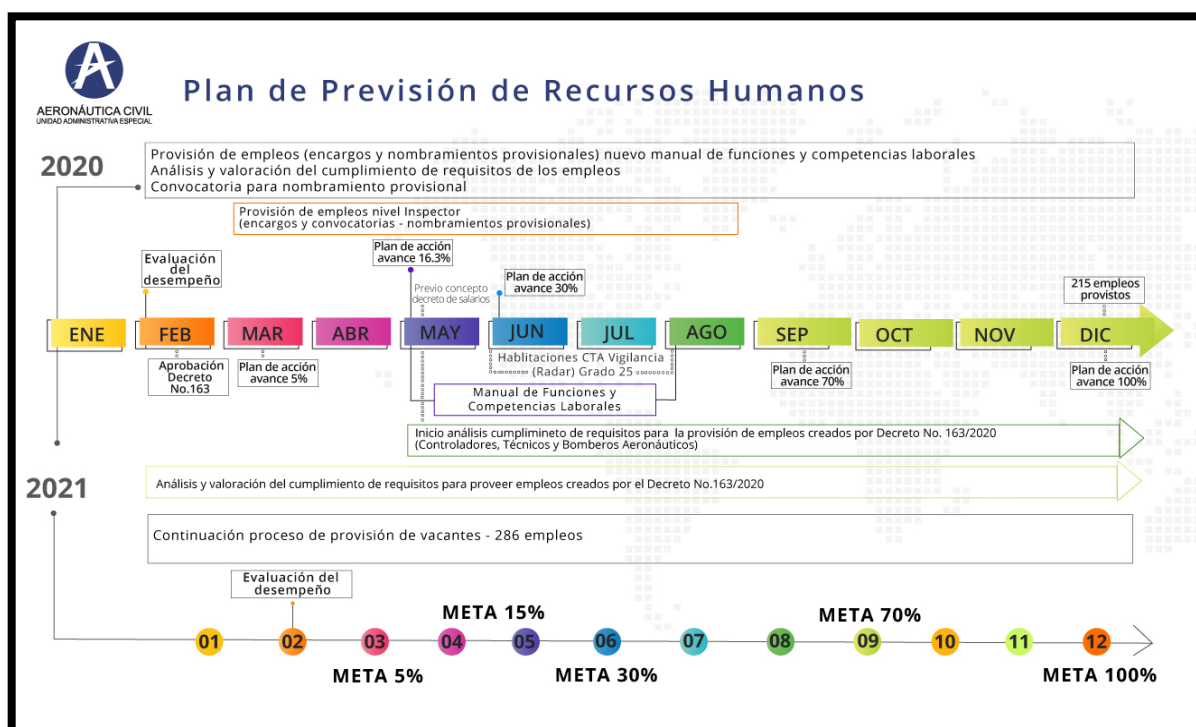 AERONÁUTICA CIVIL
UNIDAD ADMINISTRATIVA ESPECIAL
Plan de Previsión de Recursos Humanos
2020
Provisión de empleos (encargos y nombramientos provisionales) nuevo manual de funciones y competencias laborales
Análisis y valoración del cumplimiento de requisitos de los empleos
Convocatoria para nombramiento provisional
Provisión de empleos nivel Inspector
(encargos y convocatorias - nombramientos provisionales)
Evaluación
del
desempeño
Plan de acción
avance 16.3%
Previo concepto
decreto de salarios
Plan de acción
avance 30%
215 empleos
provistos
ENE
FEB
MAR
ABR
MAY
JUN
JUL
AGO
SEP
OCT
NOV
DIC
Aprobación
Decreto
No.163
Plan de acción
avance 5%
Hablitaciones CTA Vigilancia
(Radar) Grado 25
Plan de acción
avance 70%
Plan de acción
avance 100%
Manual de Funciones y
Competencias Laborales
Inicio análisis cumplimineto de requisitos para la provisión de empleos creados por Decreto No. 163/2020
(Controladores, Técnicos y Bomberos Aeronáuticos)
2021
Análisis y valoración del cumplimiento de requisitos para proveer empleos creados por el Decreto No.163/2020
Continuación proceso de provisión de vacantes - 286 empleos
Evaluación del
desempeño
META 15%
META 70%
01
02
03
04
05
06
07
08
09
10
11
12
META 5%
META 30%
META 100%